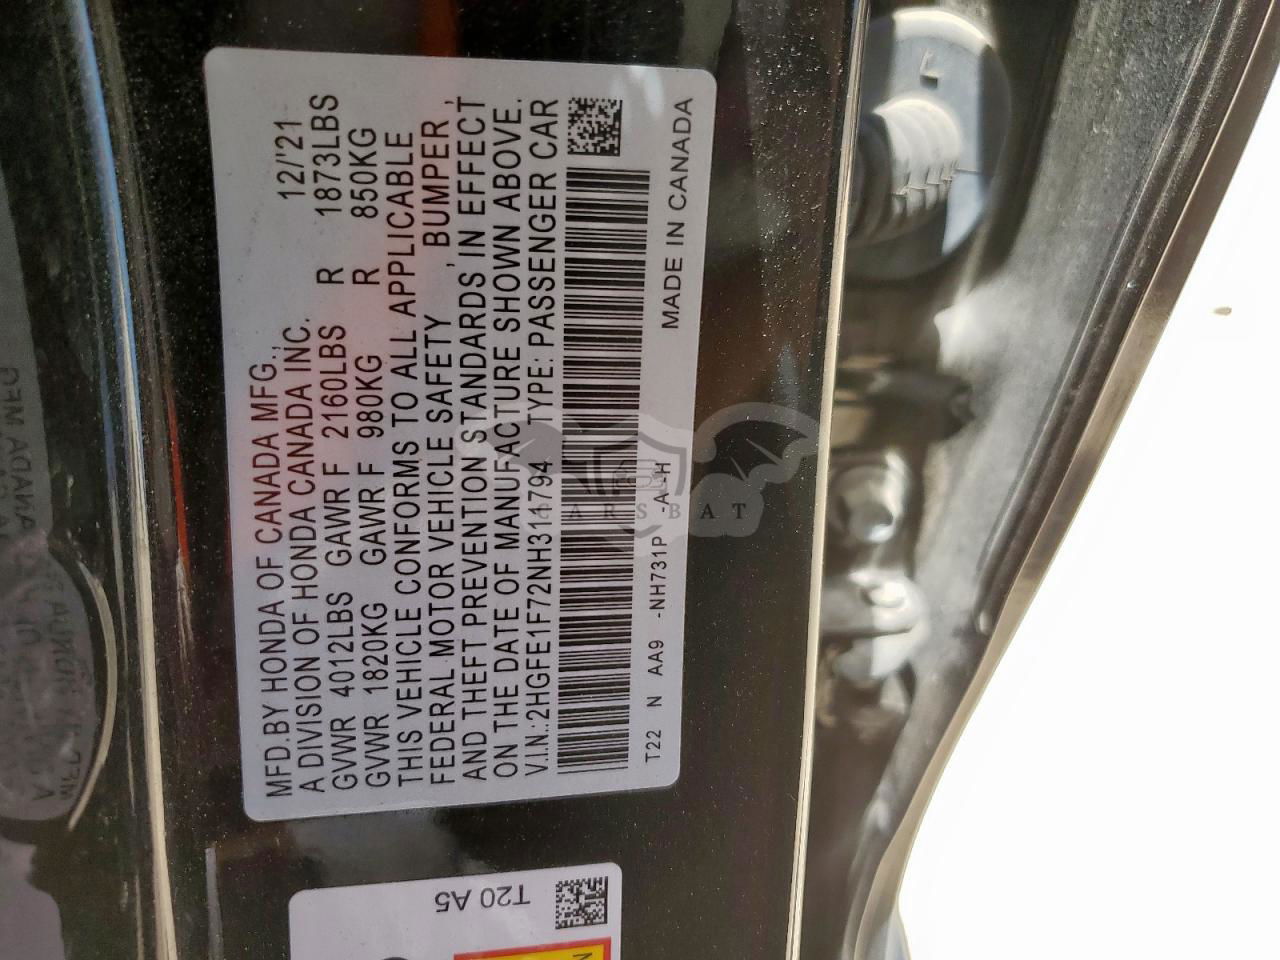 MFD.BY HONDA OF CANADA MFG.,
A DIVISION OF HONDA CANADA INC. 12/'21
GVWR 4012LBS GAWR F 2160LBS R 1873LBS
GVWR 1820KG GAWR F 980KG R 850KG
THIS VEHICLE CONFORMS TO ALL APPLICABLE
FEDERAL MOTOR VEHICLE SAFETY , BUMPER ,
AND THEFT PREVENTION STANDARDS IN EFFECT
ON THE DATE OF MANUFACTURE SHOWN ABOVE.
V.I.N.:2HGFE1F72NH311794 TYPE: PASSENGER CAR
T22 N AA9 -NH731P -A-H MADE IN CANADA
CARSBAT
T20 A5
L